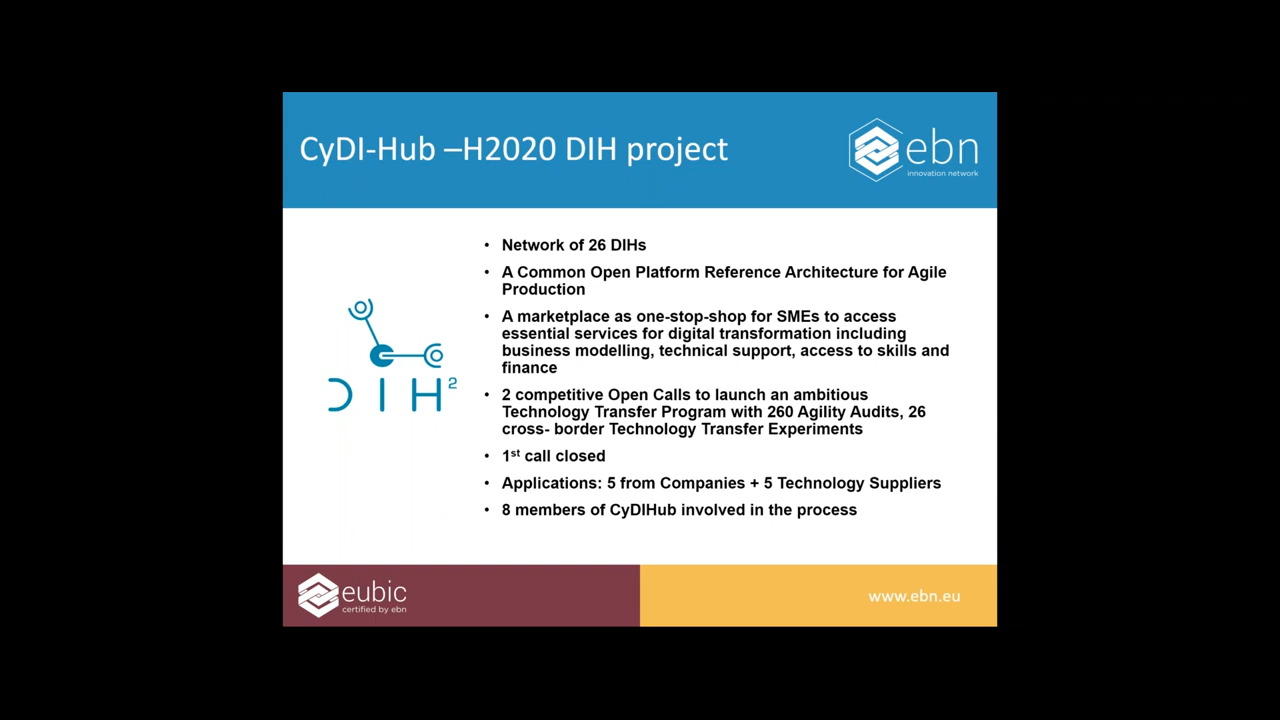 CyDI-Hub –H2020 DIH project
ebn
innovation network
• Network of 26 DIHs
• A Common Open Platform Reference Architecture for Agile
Production
• A marketplace as one-stop-shop for SMEs to access
essential services for digital transformation including
business modelling, technical support, access to skills and
finance
• 2 competitive Open Calls to launch an ambitious
Technology Transfer Program with 260 Agility Audits, 26
cross- border Technology Transfer Experiments
• 1st call closed
• Applications: 5 from Companies + 5 Technology Suppliers
• 8 members of CyDIHub involved in the process
DIH2
eubic
certified by ebn
www.ebn.eu